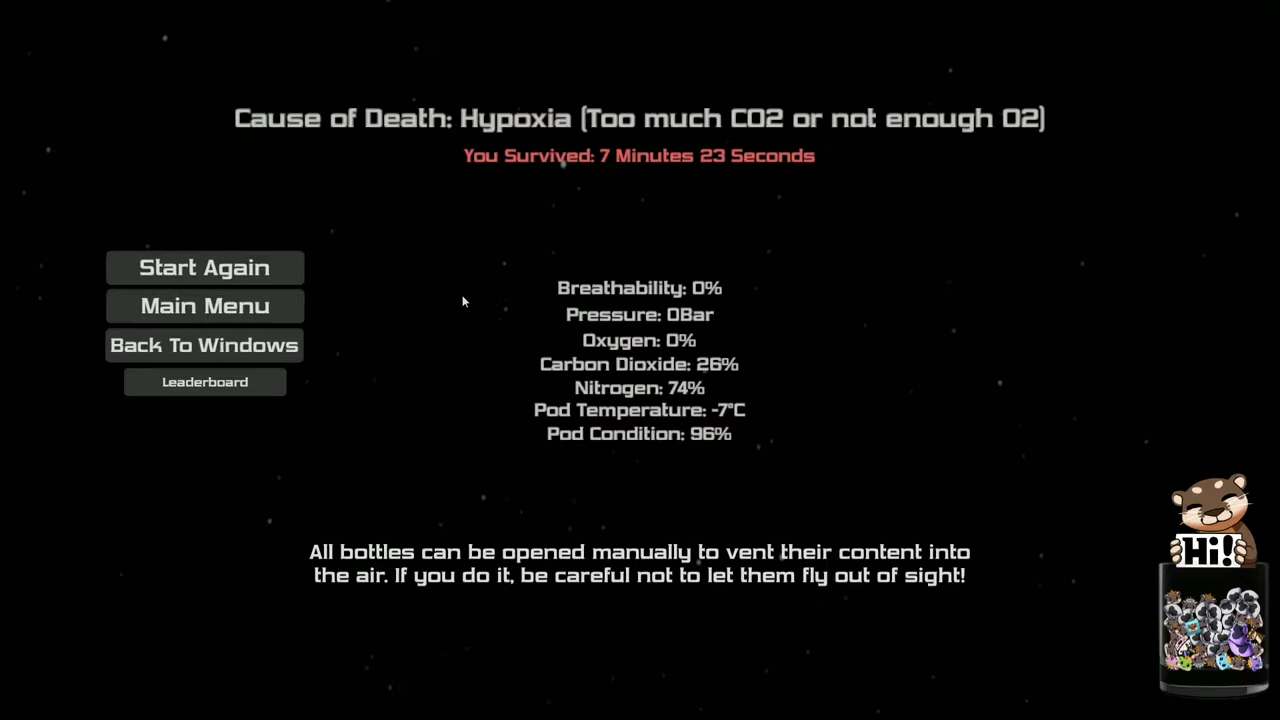 Cause of Death: Hypoxia (Too much CO2 or not enough O2)
You Survived: 7 Minutes 23 Seconds
Start Again
Main Menu
Back To Windows
Leaderboard
Breathability: 0%
Pressure: 0Bar
Oxygen: 0%
Carbon Dioxide: 26%
Nitrogen: 74%
Pod Temperature: -7°C
Pod Condition: 96%
All bottles can be opened manually to vent their content into
the air. If you do it, be careful not to let them fly out of sight!
Hi!